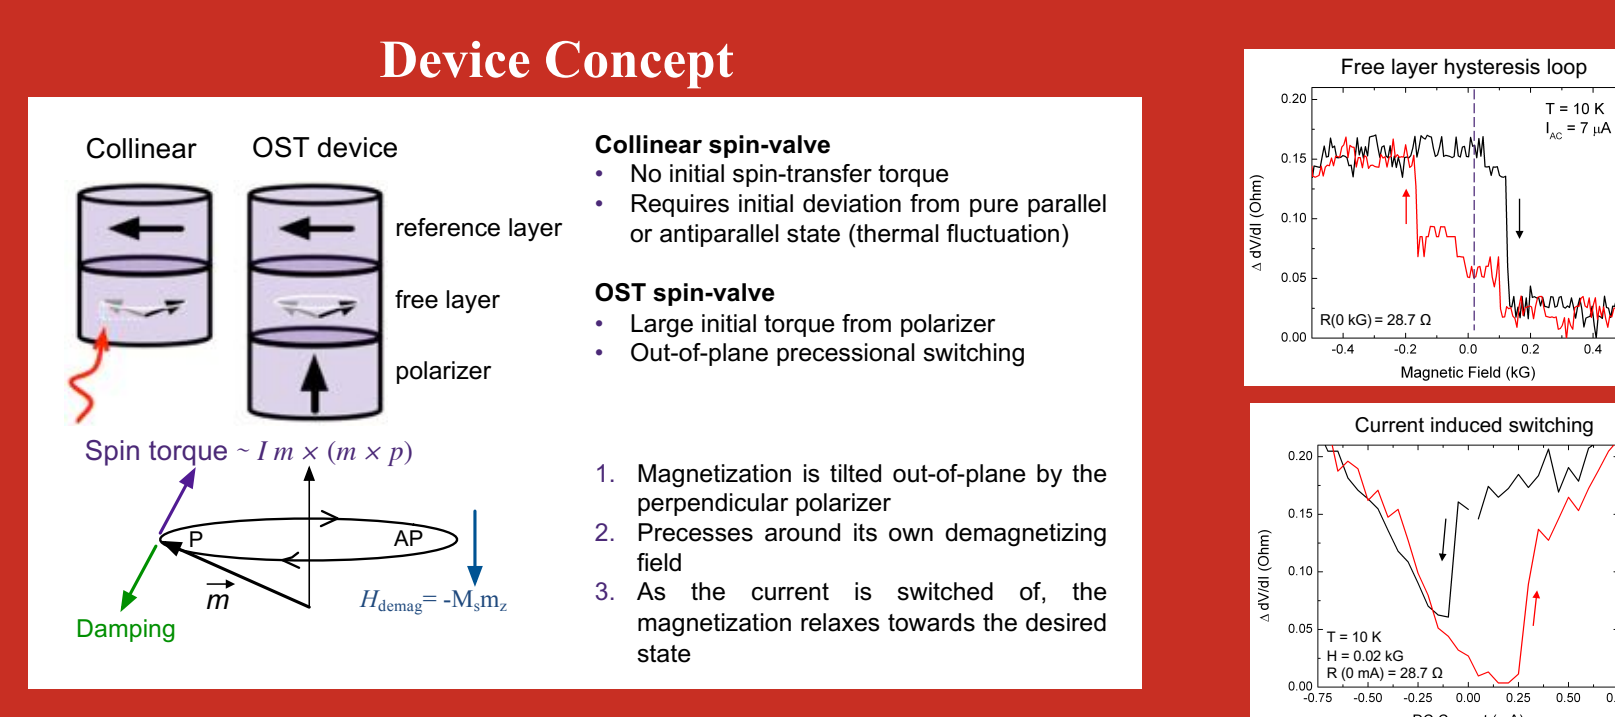 Device Concept
Collinear
OST device
reference layer
free layer
polarizer
Spin torque ~ I m × (m × p)
P
AP
m
H_demag = -M_s m_z
Damping
Collinear spin-valve
• No initial spin-transfer torque
• Requires initial deviation from pure parallel
or antiparallel state (thermal fluctuation)
OST spin-valve
• Large initial torque from polarizer
• Out-of-plane precessional switching
1. Magnetization is tilted out-of-plane by the
perpendicular polarizer
2. Precesses around its own demagnetizing
field
3. As the current is switched of, the
magnetization relaxes towards the desired
state
Free layer hysteresis loop
T = 10 K
I_AC = 7 μA
0.20
0.15
0.10
0.05
0.00
Δ dV/dI (Ohm)
R(0 kG) = 28.7 Ω
-0.4 -0.2 0.0 0.2 0.4
Magnetic Field (kG)
Current induced switching
0.20
0.15
0.10
0.05
0.00
Δ dV/dI (Ohm)
T = 10 K
H = 0.02 kG
R (0 mA) = 28.7 Ω
-0.75 -0.50 -0.25 0.00 0.25 0.50